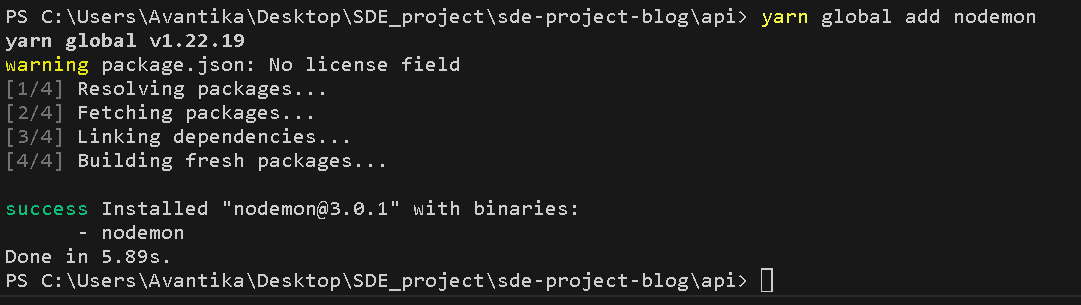 PS C:\Users\Avantika\Desktop\SDE_project\sde-project-blog\api> yarn global add nodemon
yarn global v1.22.19
warning package.json: No license field
[1/4] Resolving packages...
[2/4] Fetching packages...
[3/4] Linking dependencies...
[4/4] Building fresh packages...
success Installed "nodemon@3.0.1" with binaries:
- nodemon
Done in 5.89s.
PS C:\Users\Avantika\Desktop\SDE_project\sde-project-blog\api>